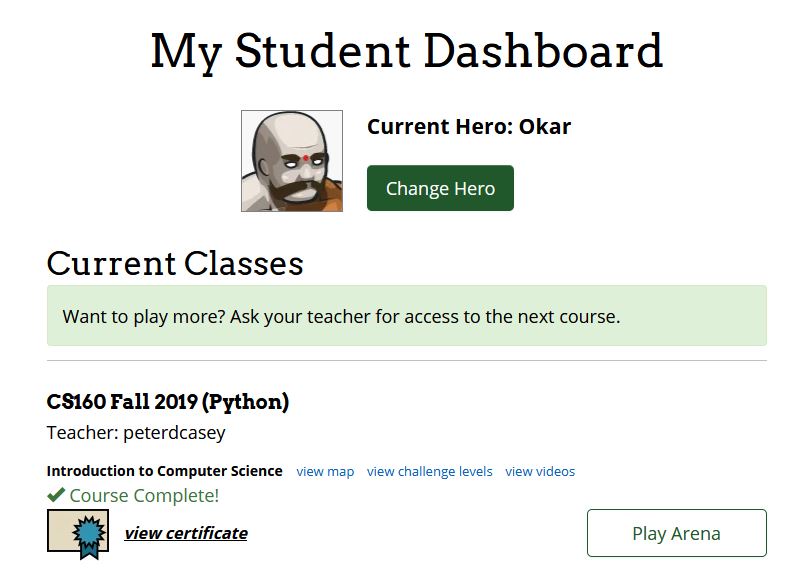 My Student Dashboard
Current Hero: Okar
Change Hero
Current Classes
Want to play more? Ask your teacher for access to the next course.
CS160 Fall 2019 (Python)
Teacher: peterdcasey
Introduction to Computer Science view map view challenge levels view videos
Course Complete!
view certificate
Play Arena